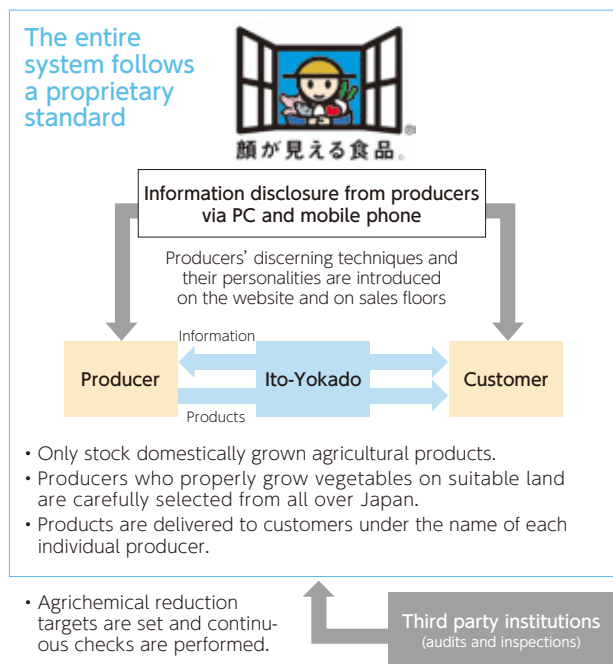 The entire
system follows
a proprietary
standard
®
顔が見える食品。
Information disclosure from producers
via PC and mobile phone
Producers’ discerning techniques and
their personalities are introduced
on the website and on sales floors
Information
Producer
Ito-Yokado
Customer
Products
• Only stock domestically grown agricultural products.
• Producers who properly grow vegetables on suitable land
are carefully selected from all over Japan.
• Products are delivered to customers under the name of each
individual producer.
• Agrichemical reduction
targets are set and continu-
ous checks are performed.
Third party institutions
(audits and inspections)